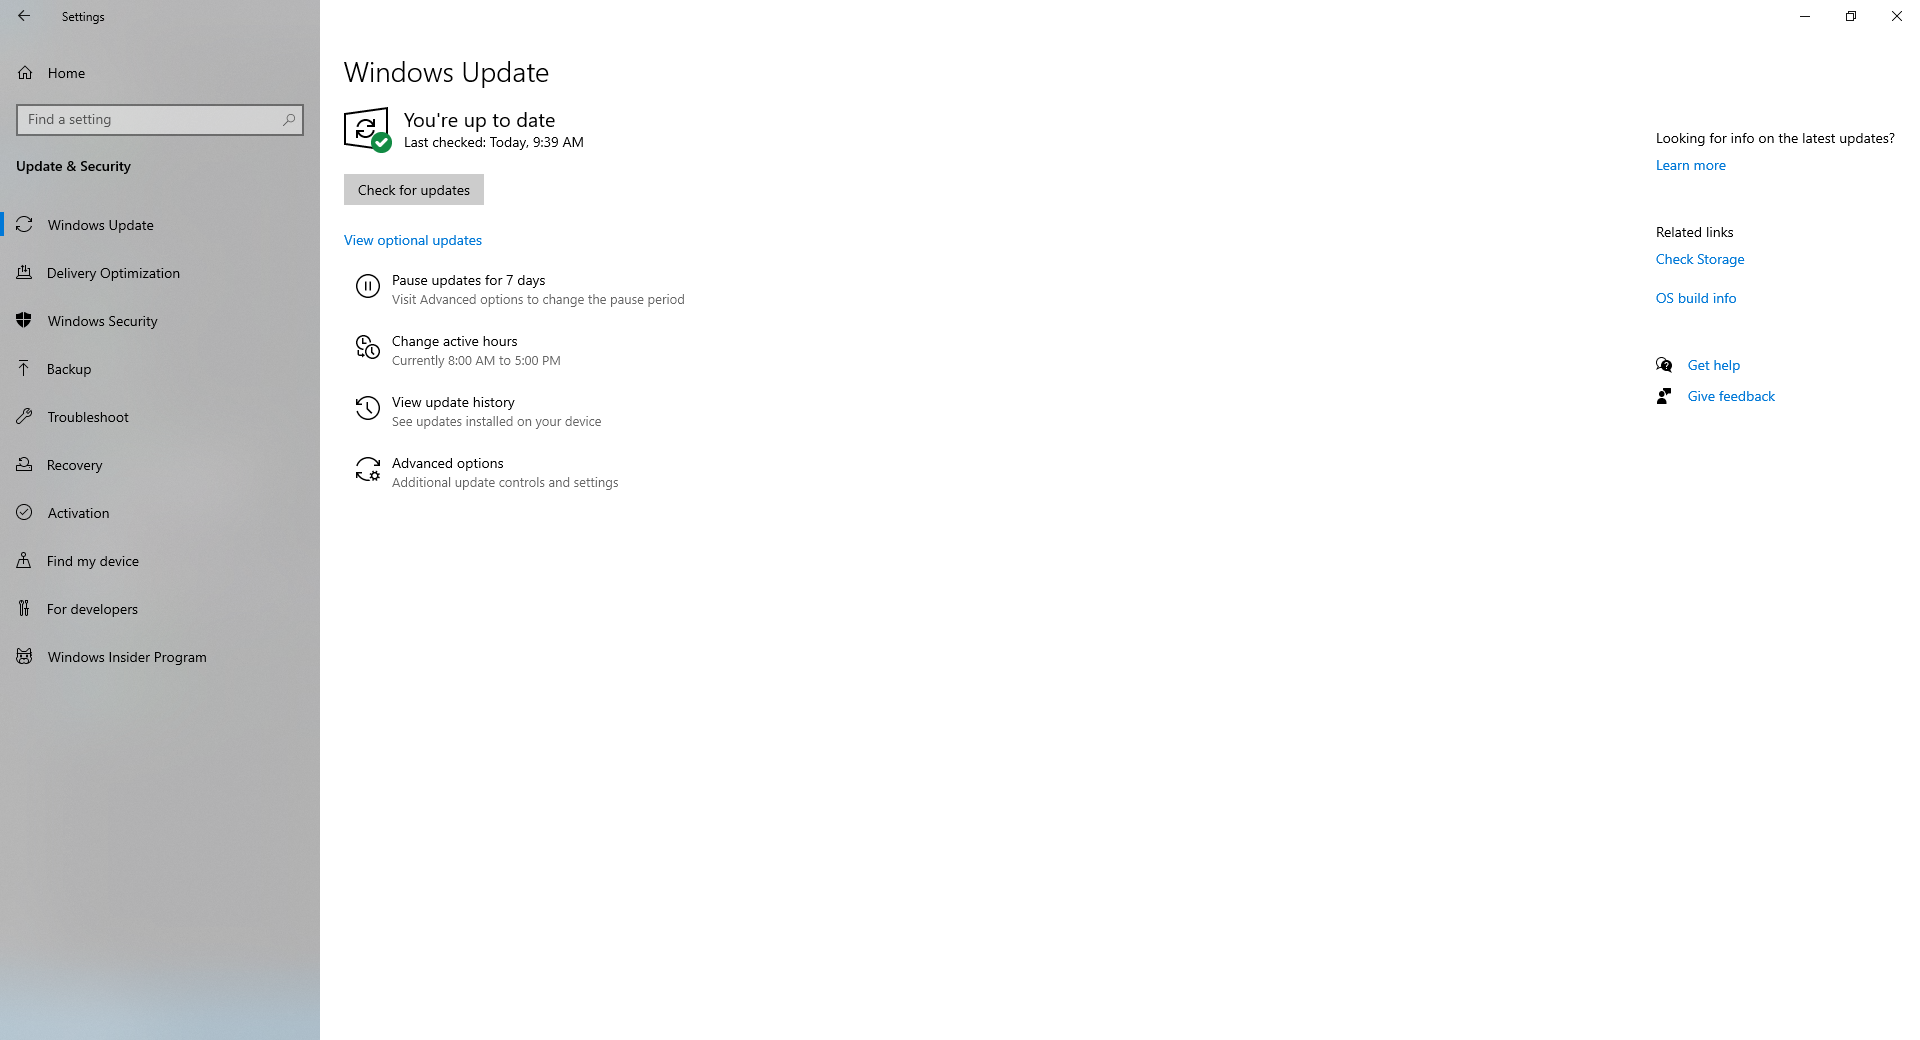 Settings
Home
Find a setting
Update & Security
Windows Update
Delivery Optimization
Windows Security
Backup
Troubleshoot
Recovery
Activation
Find my device
For developers
Windows Insider Program
Windows Update
You're up to date
Last checked: Today, 9:39 AM
Check for updates
View optional updates
Pause updates for 7 days
Visit Advanced options to change the pause period
Change active hours
Currently 8:00 AM to 5:00 PM
View update history
See updates installed on your device
Advanced options
Additional update controls and settings
Looking for info on the latest updates?
Learn more
Related links
Check Storage
OS build info
Get help
Give feedback